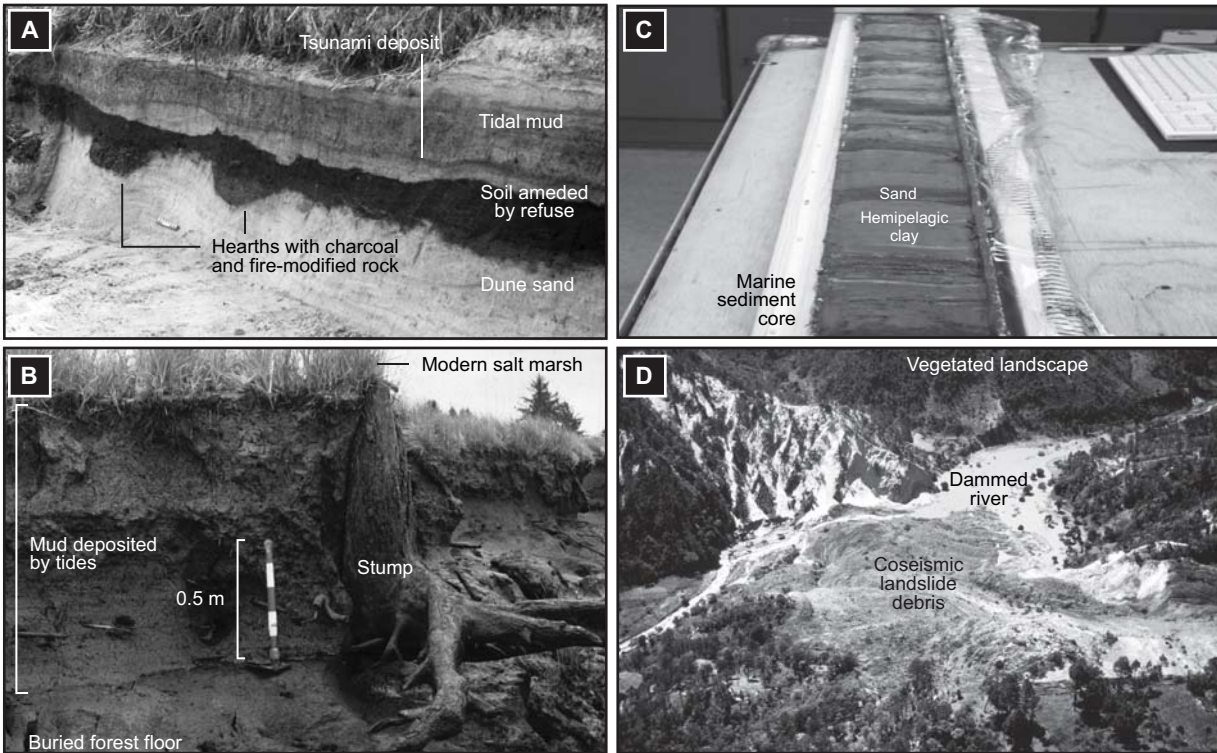 A
Tsunami deposit
Tidal mud
Soil ameded
by refuse
Hearths with charcoal
and fire-modified rock
Dune sand
B
Modern salt marsh
Mud deposited
by tides
0.5 m
Stump
Buried forest floor
C
Sand
Hemipelagic
clay
Marine
sediment
core
D
Vegetated landscape
Dammed
river
Coseismic
landslide
debris